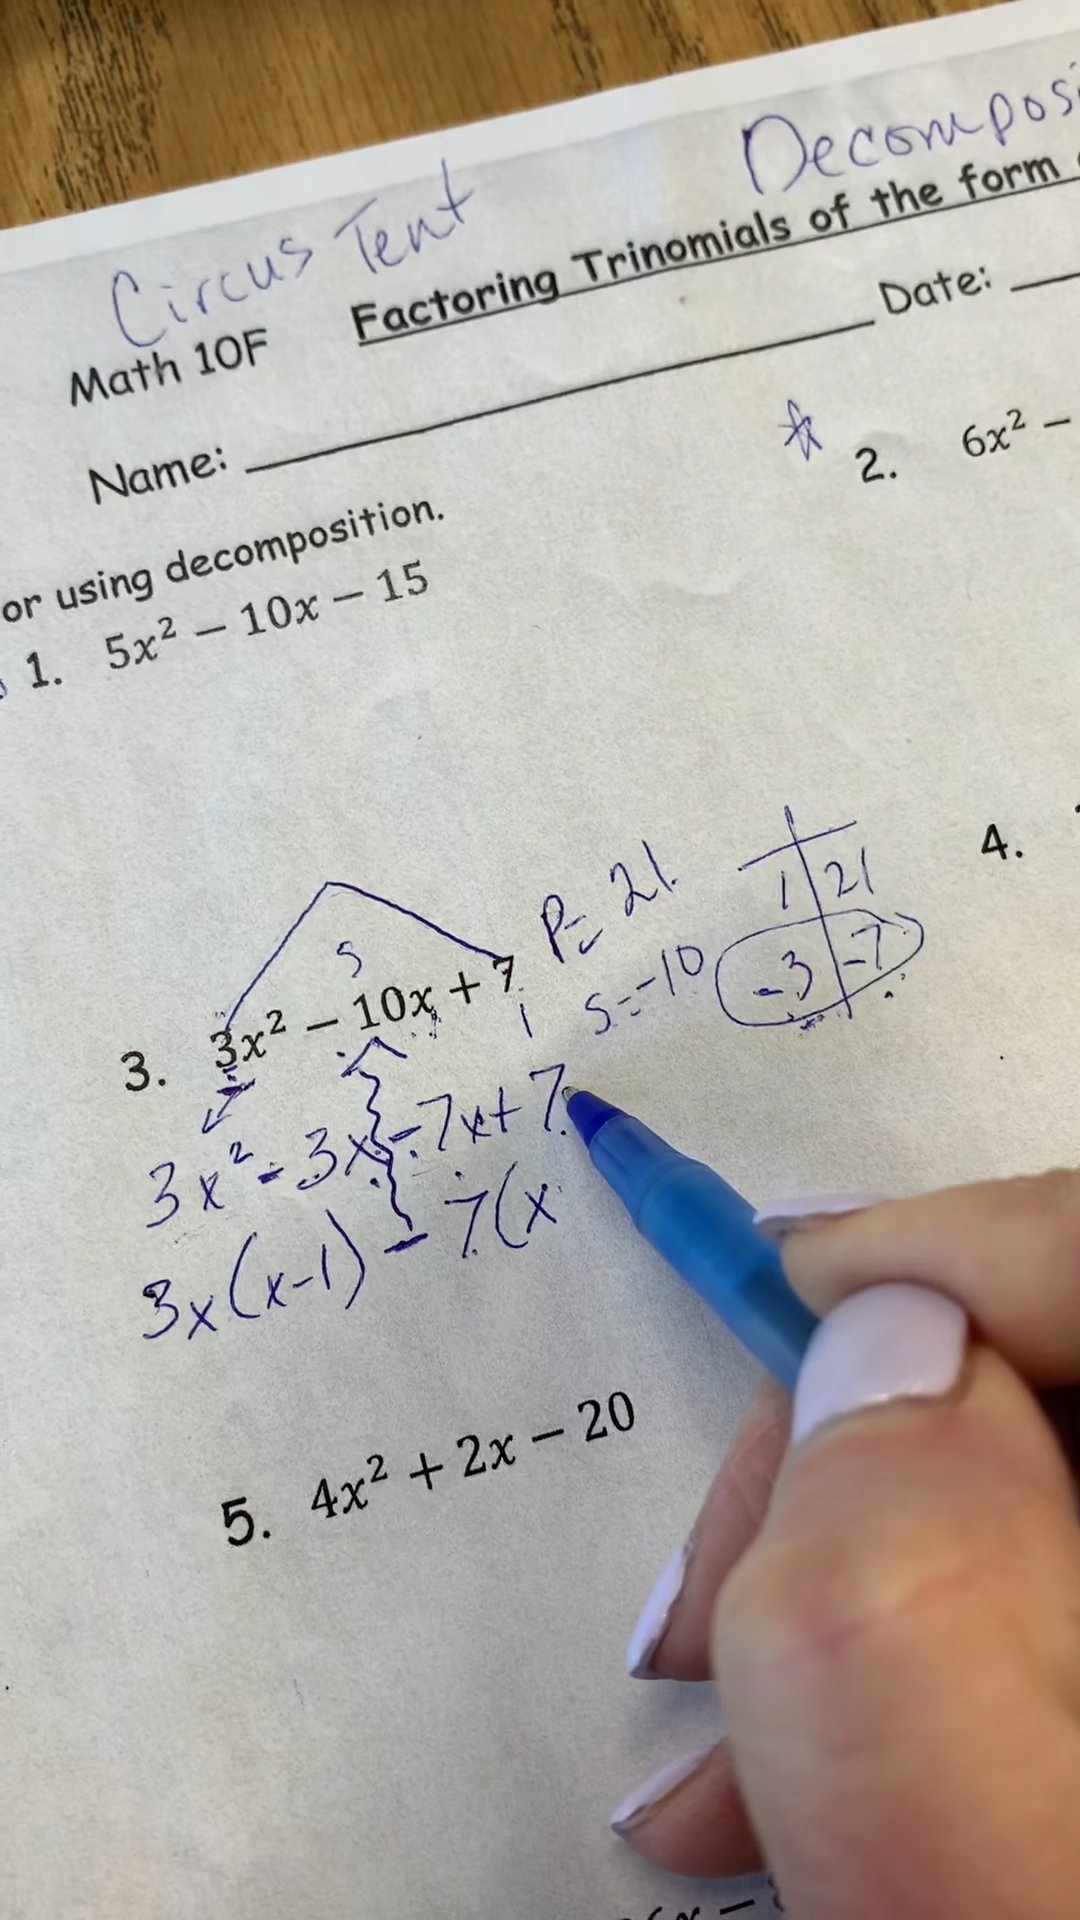 Circus Tent
Decomposi
Math 10F
Factoring Trinomials of the form
Name:
Date:
or using decomposition.
1. 5x² − 10x − 15
2. 6x² −
3. 3x² − 10x + 7
S
P= 21
S=-10
1 21
-3 -7
3x² - 3x - 7x + 7
3x(x-1) - 7(x
4.
5. 4x² + 2x − 20